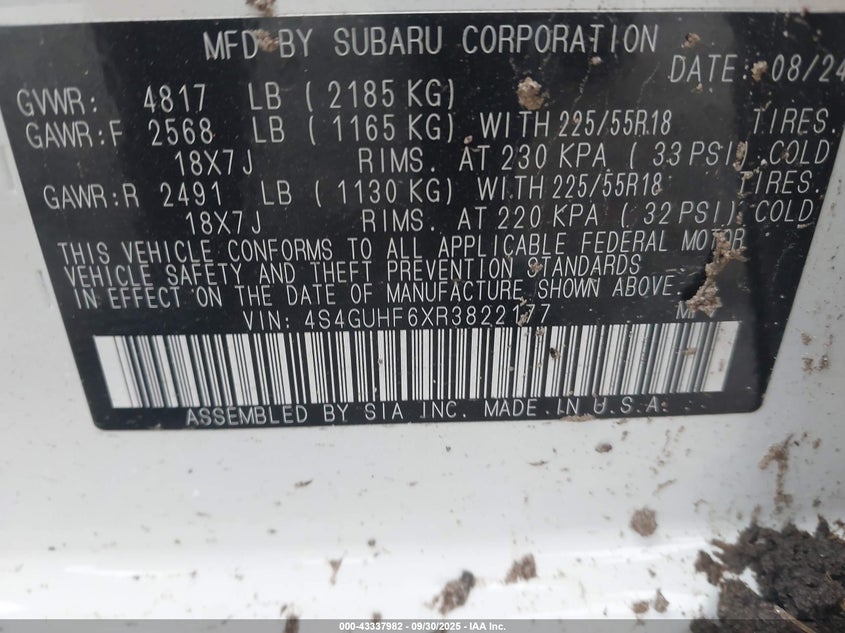 MFD BY SUBARU CORPORATION
DATE: 08/24
GVWR: 4817 LB ( 2185 KG)
GAWR:F 2568 LB ( 1165 KG) WITH 225/55R18 TIRES.
18X7J RIMS. AT 230 KPA ( 33 PSI) COLD
GAWR:R 2491 LB ( 1130 KG) WITH 225/55R18 TIRES.
18X7J RIMS. AT 220 KPA ( 32 PSI) COLD
THIS VEHICLE CONFORMS TO ALL APPLICABLE FEDERAL MOTOR
VEHICLE SAFETY AND THEFT PREVENTION STANDARDS
IN EFFECT ON THE DATE OF MANUFACTURE SHOWN ABOVE.
VIN: 4S4GUHF6XR3822177
ASSEMBLED BY SIA INC. MADE IN U.S.A.
000-43337982 - 09/30/2025 - IAA Inc.